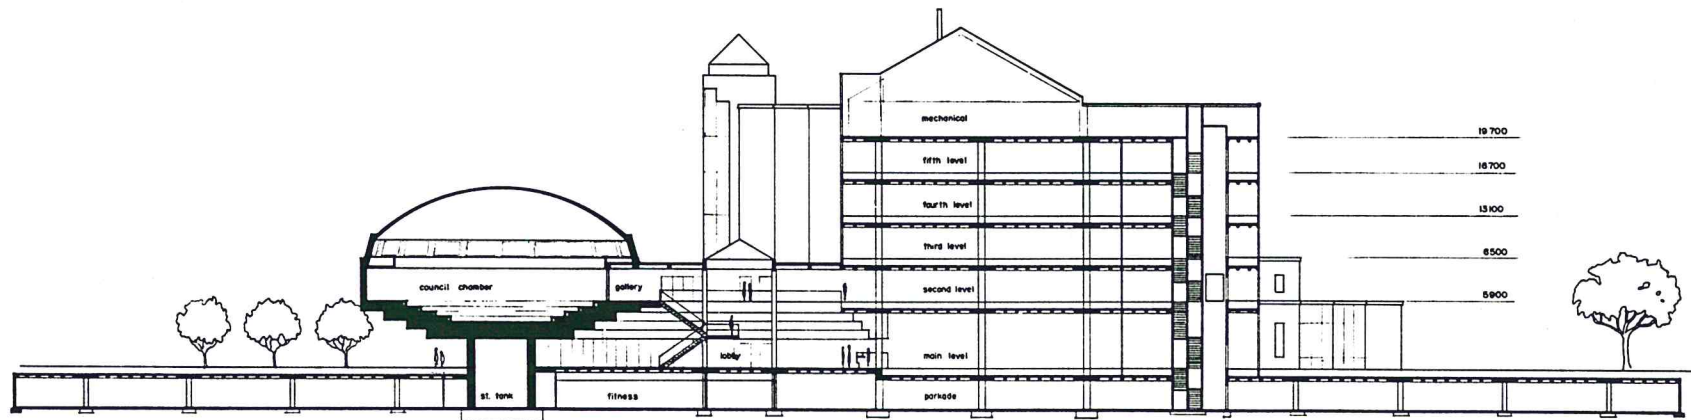 mechanical
19700
fifth level
16700
fourth level
13100
third level
6500
council chamber
gallery
second level
5900
lobby
main level
st. tank
fitness
parkade